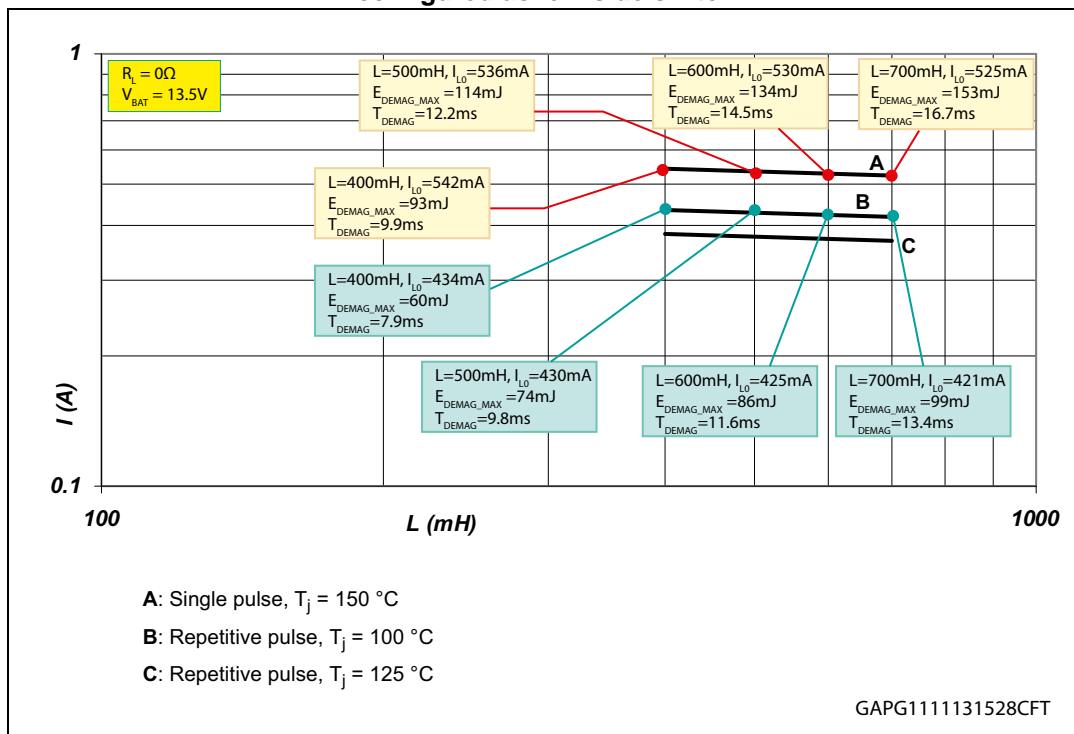 1
R_L = 0Ω
V_BAT = 13.5V
L=500mH, I_L0=536mA
E_DEMAG_MAX =114mJ
T_DEMAG=12.2ms
L=600mH, I_L0=530mA
E_DEMAG_MAX =134mJ
T_DEMAG=14.5ms
L=700mH, I_L0=525mA
E_DEMAG_MAX =153mJ
T_DEMAG=16.7ms
A
L=400mH, I_L0=542mA
E_DEMAG_MAX=93mJ
T_DEMAG=9.9ms
B
C
L=400mH, I_L0=434mA
E_DEMAG_MAX =60mJ
T_DEMAG=7.9ms
L=500mH, I_L0=430mA
E_DEMAG_MAX =74mJ
T_DEMAG=9.8ms
L=600mH, I_L0=425mA
E_DEMAG_MAX =86mJ
T_DEMAG=11.6ms
L=700mH, I_L0=421mA
E_DEMAG_MAX =99mJ
T_DEMAG=13.4ms
I (A)
0.1
100
L (mH)
1000
A: Single pulse, T_j = 150 °C
B: Repetitive pulse, T_j = 100 °C
C: Repetitive pulse, T_j = 125 °C
GAPG1111131528CFT